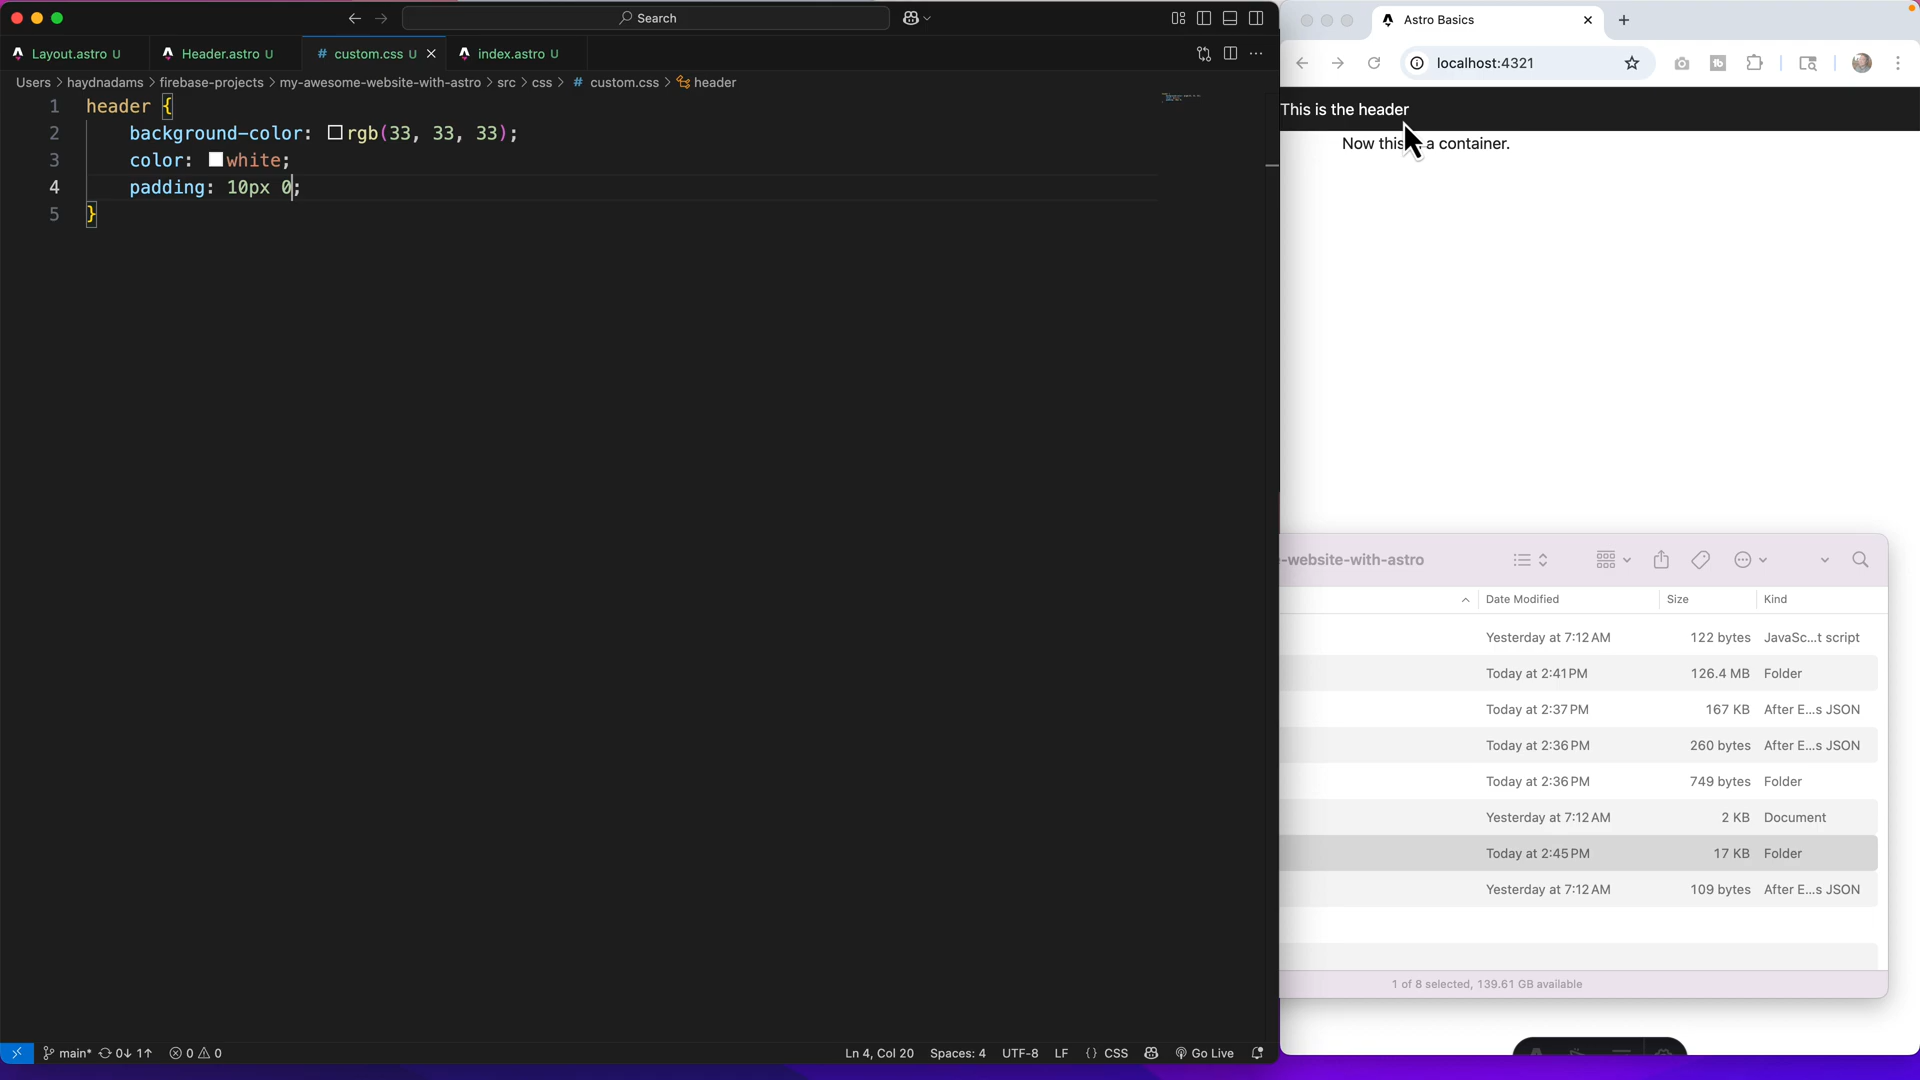 Search
Layout.astro U
Header.astro U
# custom.css U
index.astro U
Users > haydnadams > firebase-projects > my-awesome-website-with-astro > src > css > # custom.css > header
1 header {
2 background-color: rgb(33, 33, 33);
3 color: white;
4 padding: 10px 0;
5 }
main* 0↓ 1↑ 0 0
Ln 4, Col 20 Spaces: 4 UTF-8 LF {} CSS Go Live
Astro Basics
localhost:4321
This is the header
Now this a container.
-website-with-astro
Date Modified Size Kind
Yesterday at 7:12 AM 122 bytes JavaSc...t script
Today at 2:41 PM 126.4 MB Folder
Today at 2:37 PM 167 KB After E...s JSON
Today at 2:36 PM 260 bytes After E...s JSON
Today at 2:36 PM 749 bytes Folder
Yesterday at 7:12 AM 2 KB Document
Today at 2:45 PM 17 KB Folder
Yesterday at 7:12 AM 109 bytes After E...s JSON
1 of 8 selected, 139.61 GB available